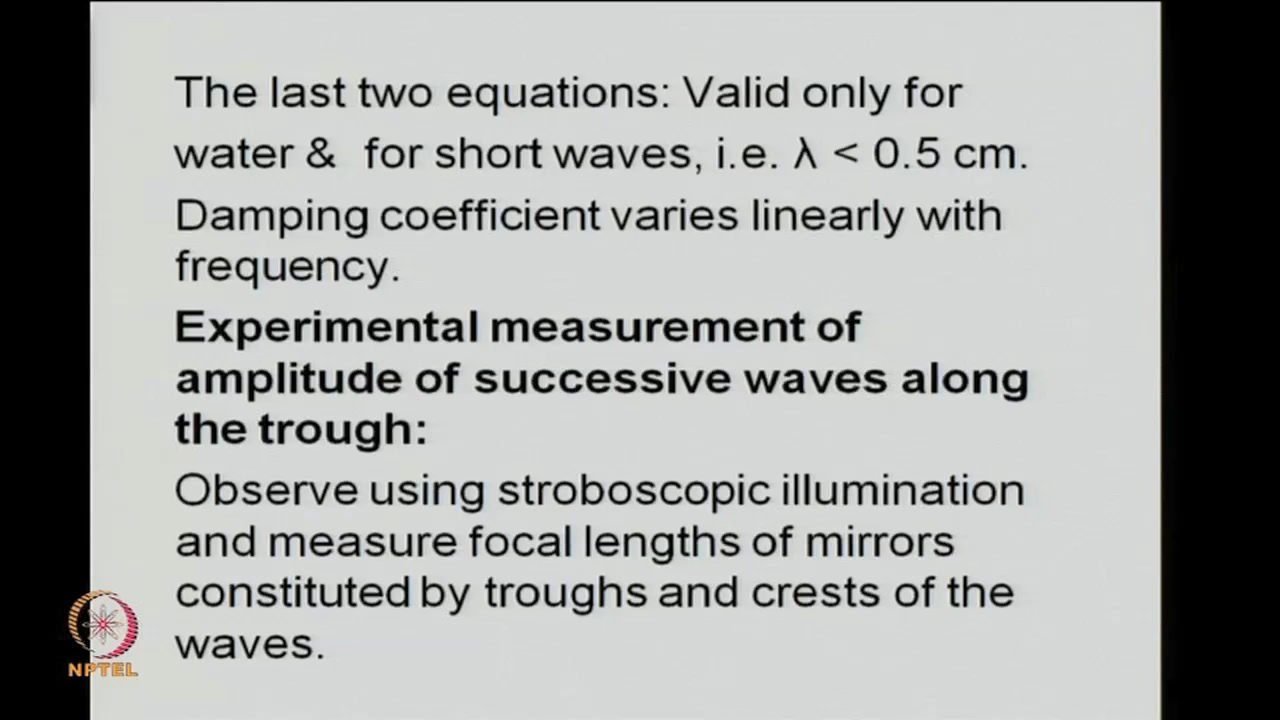 The last two equations: Valid only for
water & for short waves, i.e. λ < 0.5 cm.
Damping coefficient varies linearly with
frequency.
Experimental measurement of
amplitude of successive waves along
the trough:
Observe using stroboscopic illumination
and measure focal lengths of mirrors
constituted by troughs and crests of the
waves.
NPTEL